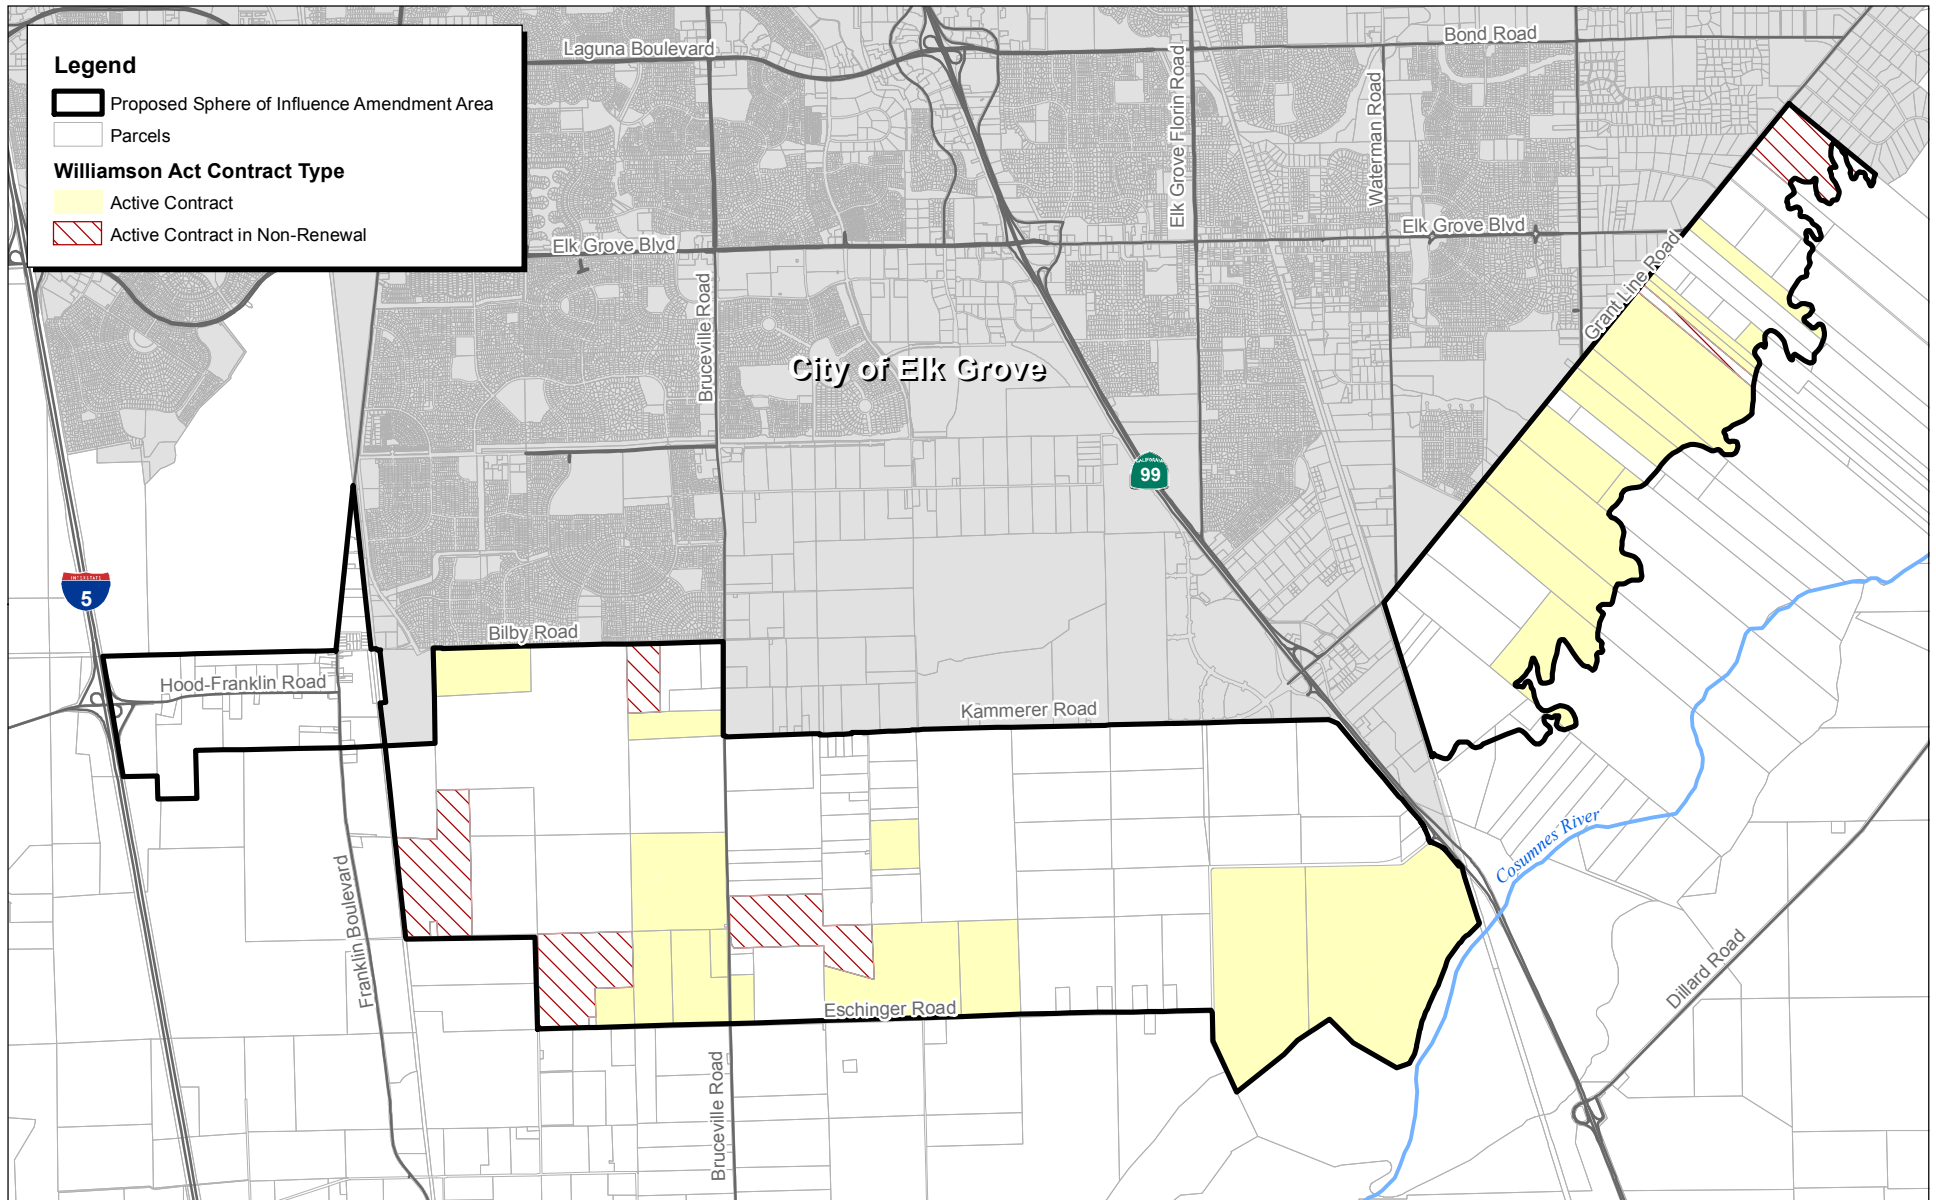 Legend
Proposed Sphere of Influence Amendment Area
Parcels
Williamson Act Contract Type
Active Contract
Active Contract in Non-Renewal
Laguna Boulevard
Bond Road
Elk Grove Florin Road
Waterman Road
Elk Grove Blvd
Elk Grove Blvd
Grant Line Road
Bruceville Road
City of Elk Grove
CALIFORNIA
99
INTERSTATE
5
Bilby Road
Hood-Franklin Road
Kammerer Road
Cosumnes River
Franklin Boulevard
Dillard Road
Eschinger Road
Bruceville Road